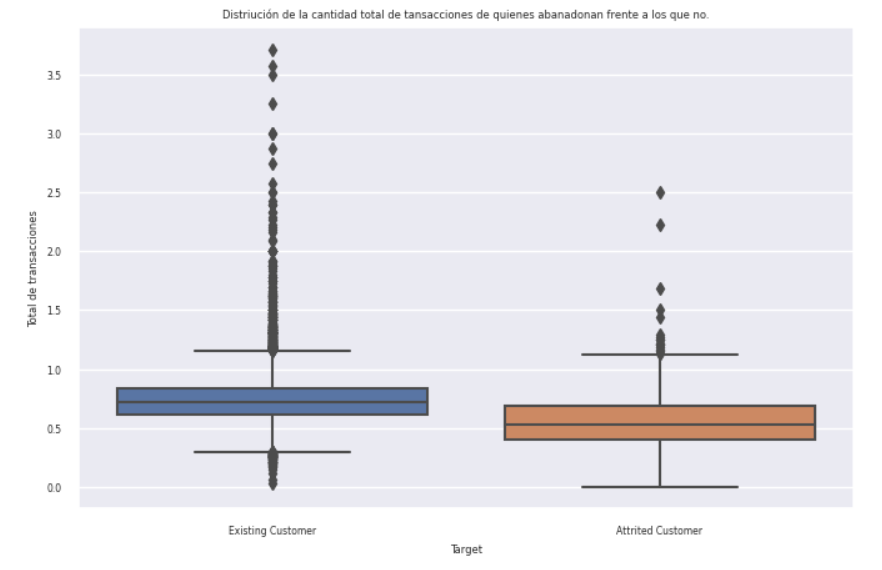 Distriución de la cantidad total de tansacciones de quienes abanadonan frente a los que no.
3.5
3.0
2.5
2.0
1.5
1.0
0.5
0.0
Total de transacciones
Existing Customer
Attrited Customer
Target